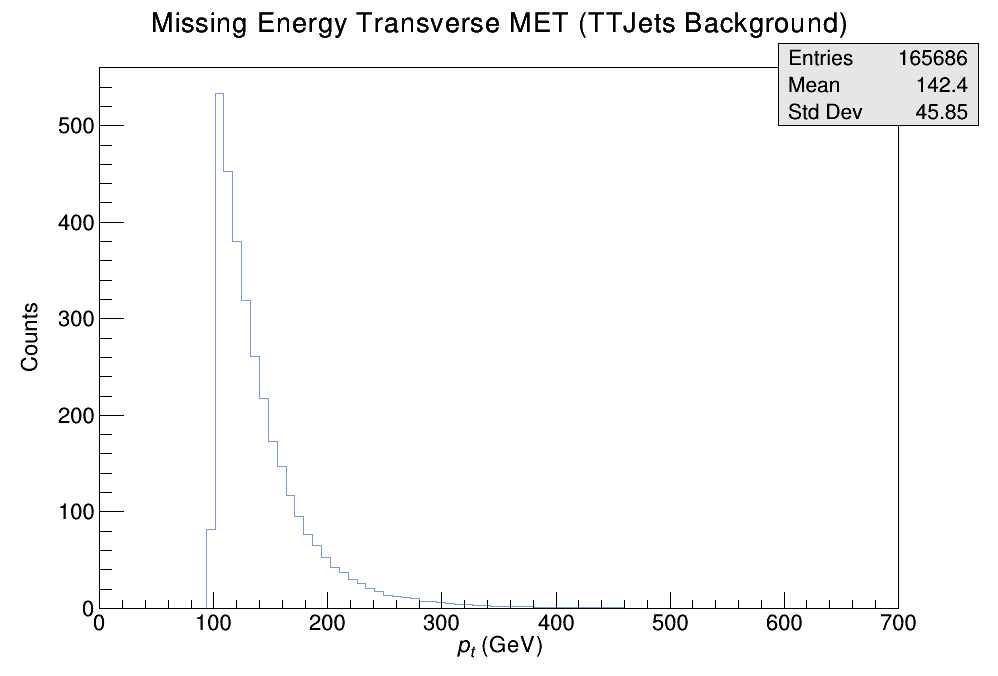 Missing Energy Transverse MET (TTJets Background)
Entries 165686
Mean 142.4
Std Dev 45.85
Counts
500
400
300
200
100
0
0 100 200 300 400 500 600 700
p_t (GeV)